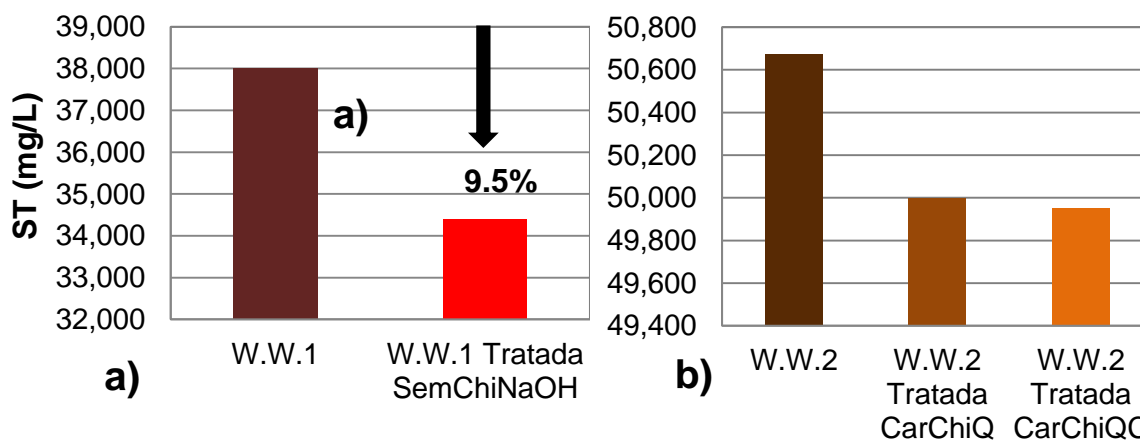 ST (mg/L)
39,000
38,000
37,000
36,000
35,000
34,000
33,000
32,000
a)
9.5%
W.W.1
W.W.1 Tratada
SemChiNaOH
a)
50,800
50,600
50,400
50,200
50,000
49,800
49,600
49,400
W.W.2
W.W.2
Tratada
CarChiQ
W.W.2
Tratada
b)